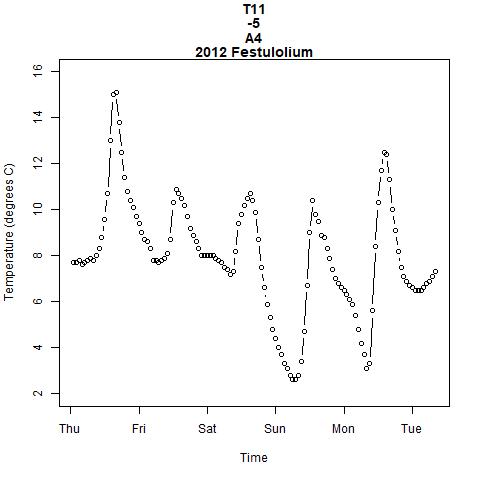 T11
-5
A4
2012 Festulolium
Temperature (degrees C)
16
14
12
10
8
6
4
2
Thu Fri Sat Sun Mon Tue
Time